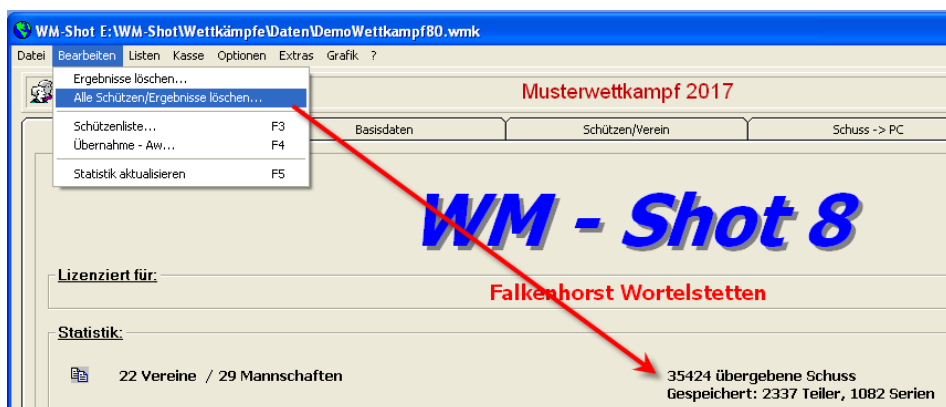 WM-Shot E:\WM-Shot\Wettkämpfe\Daten\DemoWettkampf80.wmk
Datei Bearbeiten Listen Kasse Optionen Extras Grafik ?
Ergebnisse löschen...
Alle Schützen/Ergebnisse löschen...
Musterwettkampf 2017
Schützenliste... F3
Übernahme - Aw... F4
Statistik aktualisieren F5
Basisdaten Schützen/Verein Schuss -> PC
WM - Shot 8
Lizenziert für:
Falkenhorst Wortelstetten
Statistik:
22 Vereine / 29 Mannschaften
35424 übergebene Schuss
Gespeichert: 2337 Teiler, 1082 Serien